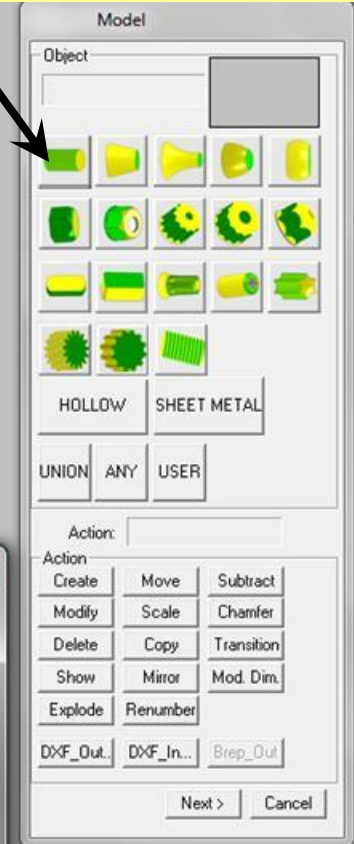 Model
Object
HOLLOW SHEET METAL
UNION ANY USER
Action:
Action
Create Move Subtract
Modify Scale Chamfer
Delete Copy Transition
Show Mirror Mod. Dim.
Explode Renumber
DXF_Out.. DXF_In... Brep_Out
Next > Cancel